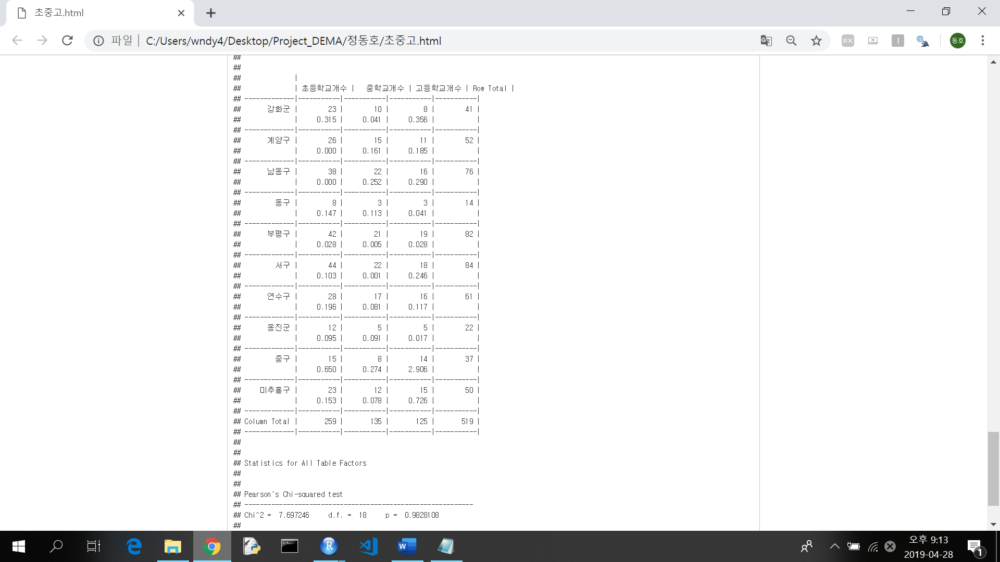 초중고.html
파일 | C:/Users/wndy4/Desktop/Project_DEMA/정동호/초중고.html
EX
동호
##
##
## |
## | 초등학교개수 | 중학교개수 | 고등학교개수 | Row Total |
## -------------|-----------|-----------|-----------|-----------|
## 강화군 | 23 | 10 | 8 | 41 |
## | 0.315 | 0.041 | 0.356 | |
## -------------|-----------|-----------|-----------|-----------|
## 계양구 | 26 | 15 | 11 | 52 |
## | 0.000 | 0.161 | 0.185 | |
## -------------|-----------|-----------|-----------|-----------|
## 남동구 | 38 | 22 | 16 | 76 |
## | 0.000 | 0.252 | 0.290 | |
## -------------|-----------|-----------|-----------|-----------|
## 동구 | 8 | 3 | 3 | 14 |
## | 0.147 | 0.113 | 0.041 | |
## -------------|-----------|-----------|-----------|-----------|
## 부평구 | 42 | 21 | 19 | 82 |
## | 0.028 | 0.005 | 0.028 | |
## -------------|-----------|-----------|-----------|-----------|
## 서구 | 44 | 22 | 18 | 84 |
## | 0.103 | 0.001 | 0.246 | |
## -------------|-----------|-----------|-----------|-----------|
## 연수구 | 28 | 17 | 16 | 61 |
## | 0.196 | 0.081 | 0.117 | |
## -------------|-----------|-----------|-----------|-----------|
## 옹진군 | 12 | 5 | 5 | 22 |
## | 0.095 | 0.091 | 0.017 | |
## -------------|-----------|-----------|-----------|-----------|
## 중구 | 15 | 8 | 14 | 37 |
## | 0.650 | 0.274 | 2.906 | |
## -------------|-----------|-----------|-----------|-----------|
## 미추홀구 | 23 | 12 | 15 | 50 |
## | 0.153 | 0.078 | 0.726 | |
## -------------|-----------|-----------|-----------|-----------|
## Column Total | 259 | 135 | 125 | 519 |
## -------------|-----------|-----------|-----------|-----------|
##
##
## Statistics for All Table Factors
##
##
## Pearson's Chi-squared test
## ------------------------------------------------------------
## Chi^2 = 7.697246 d.f. = 18 p = 0.9828108
##
오후 9:13
2019-04-28
1